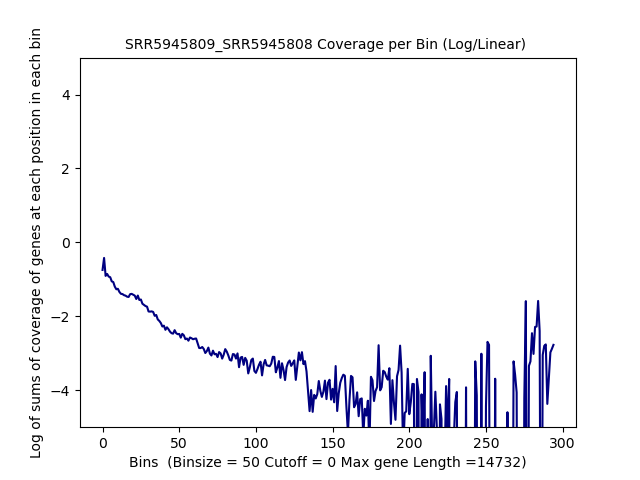 SRR5945809_SRR5945808 Coverage per Bin (Log/Linear)
Log of sums of coverage of genes at each position in each bin
4
2
0
−2
−4
0 50 100 150 200 250 300
Bins  (Binsize = 50 Cutoff = 0 Max gene Length =14732)